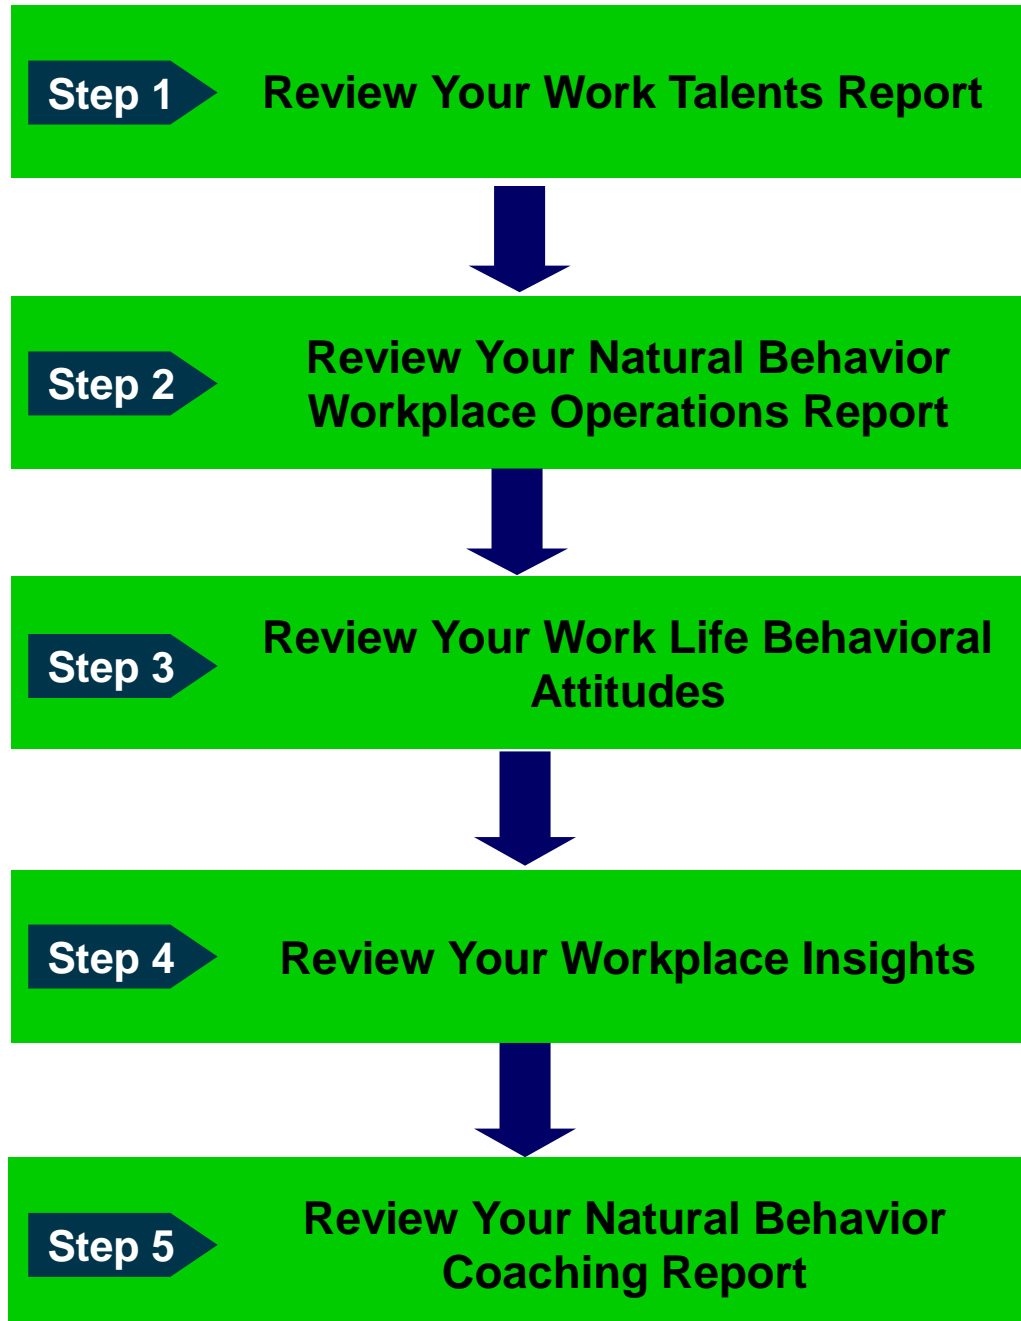 Step 1
Review Your Work Talents Report
Step 2
Review Your Natural Behavior
Workplace Operations Report
Step 3
Review Your Work Life Behavioral
Attitudes
Step 4
Review Your Workplace Insights
Step 5
Review Your Natural Behavior
Coaching Report